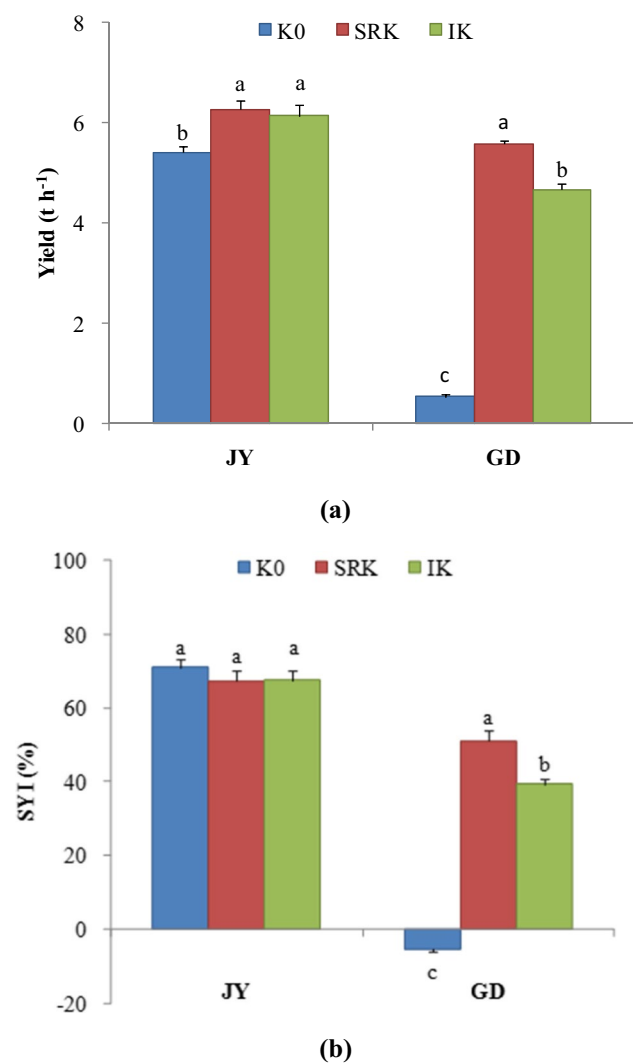 8
K0 SRK IK
a a
b
a
b
6
4
2
c
0
Yield (t h-1)
JY GD
(a)
100
K0 SRK IK
80
a a a
60
a
b
40
20
0
c
-20
SYI (%)
JY GD
(b)